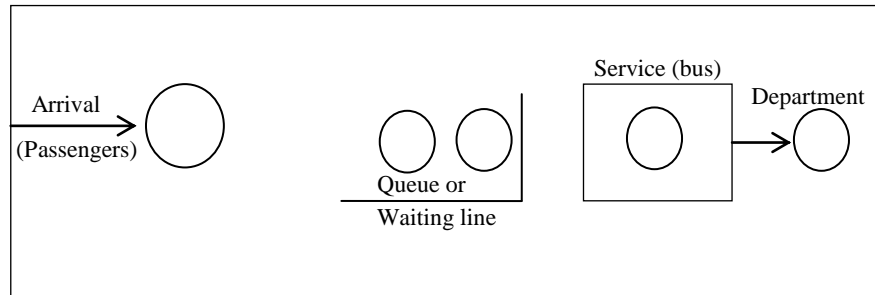 Arrival
(Passengers)
Queue or
Waiting line
Service (bus)
Department